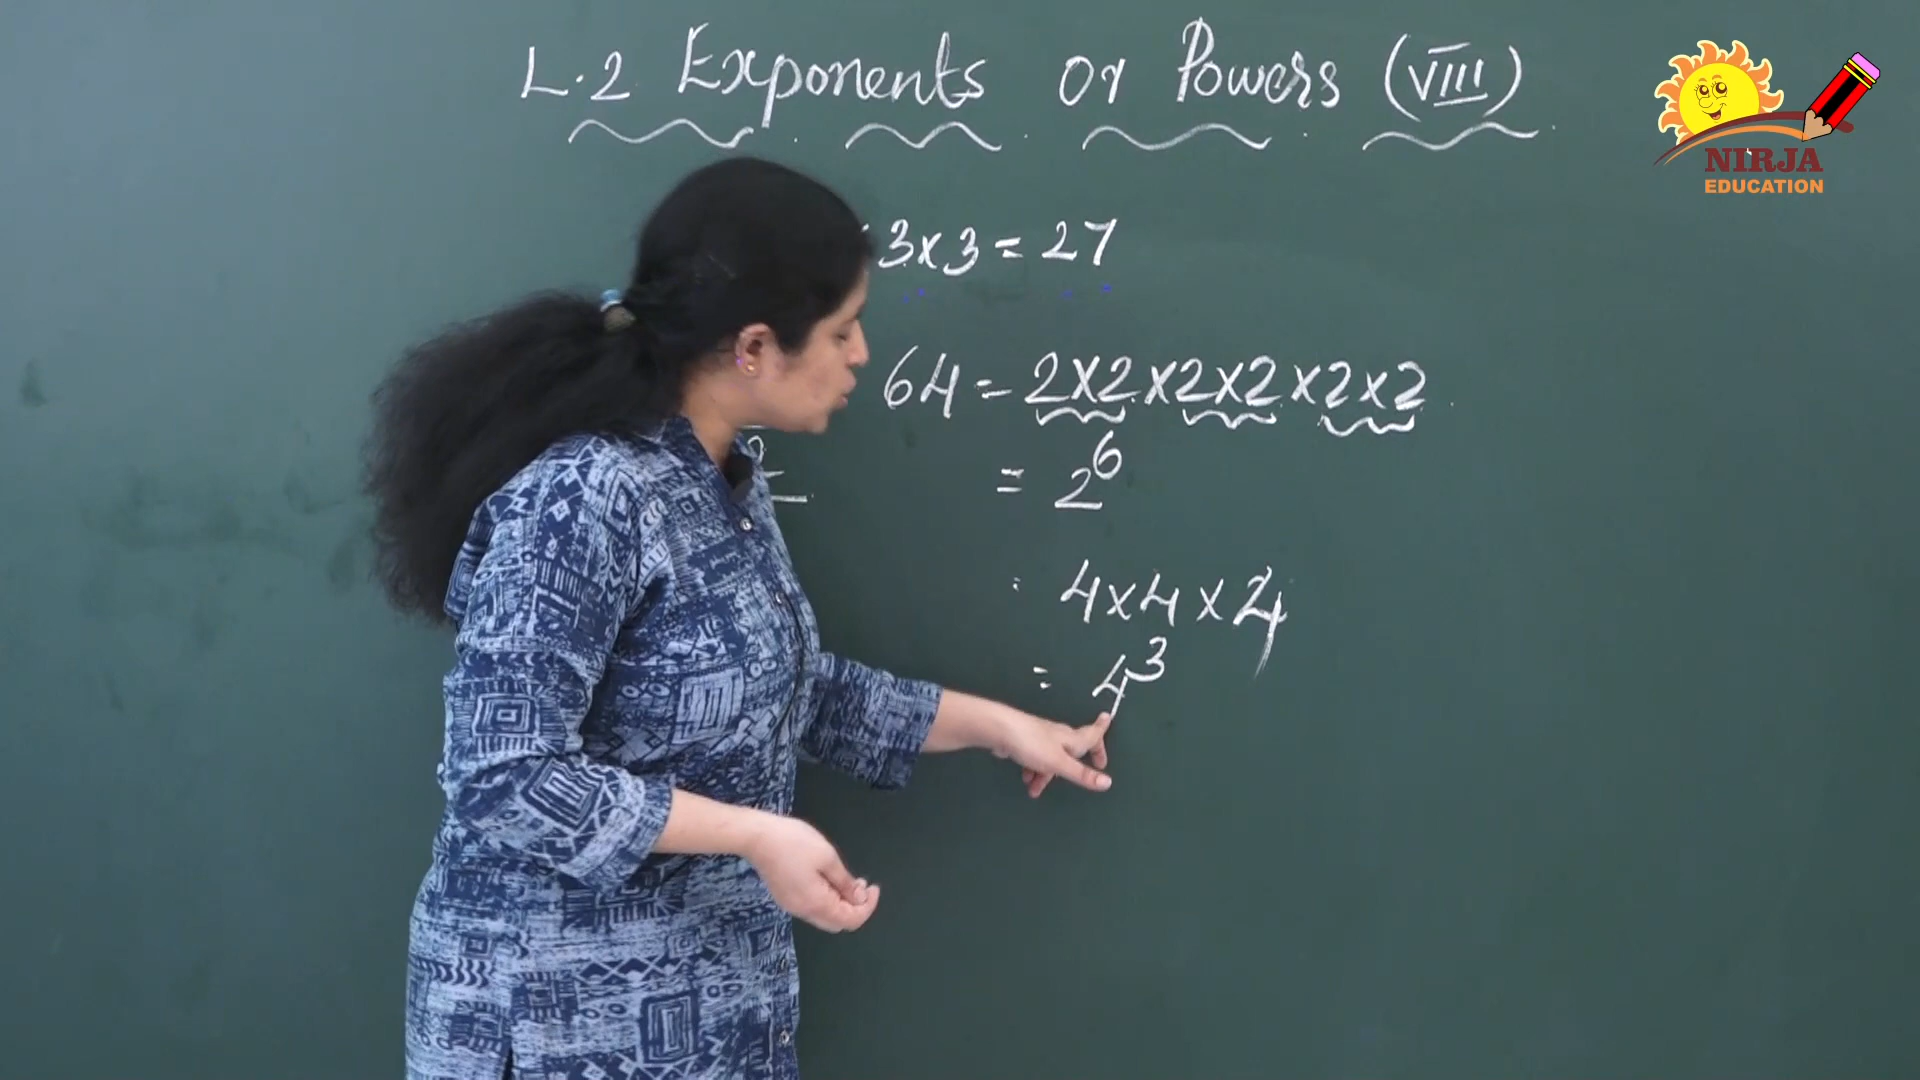 L.2 Exponents Or Powers (VIII)
NIRJA
EDUCATION
3x3 = 27
64 = 2x2x2x2x2x2
= 2^6
4x4x4
= 4^3